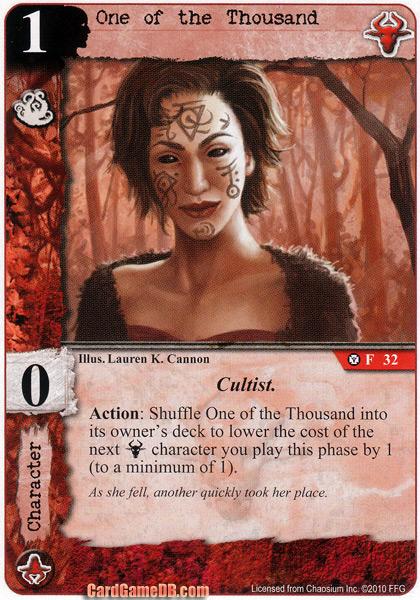 1
One of the Thousand
Illus. Lauren K. Cannon
F 32
0
Cultist.
Action: Shuffle One of the Thousand into
its owner's deck to lower the cost of the
next character you play this phase by 1
(to a minimum of 1).
As she fell, another quickly took her place.
Character
CardGameDB.com
Licensed from Chaosium Inc. ©2010 FFG